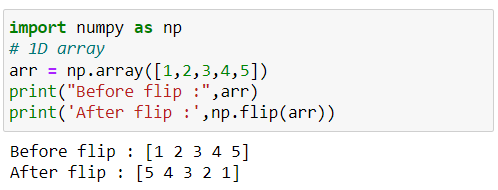 import numpy as np
# 1D array
arr = np.array([1,2,3,4,5])
print("Before flip :",arr)
print('After flip :',np.flip(arr))
Before flip : [1 2 3 4 5]
After flip : [5 4 3 2 1]